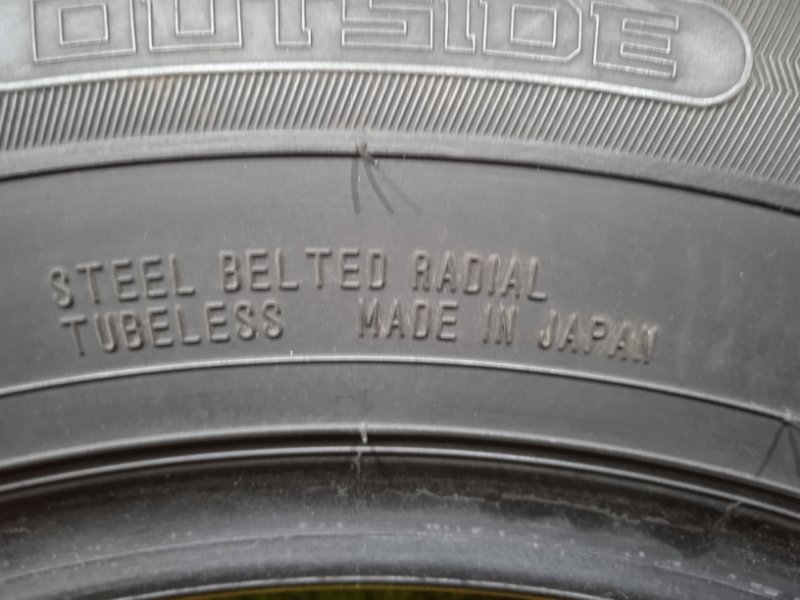 OUTSIDE
STEEL BELTED RADIAL
TUBELESS MADE IN JAPAN